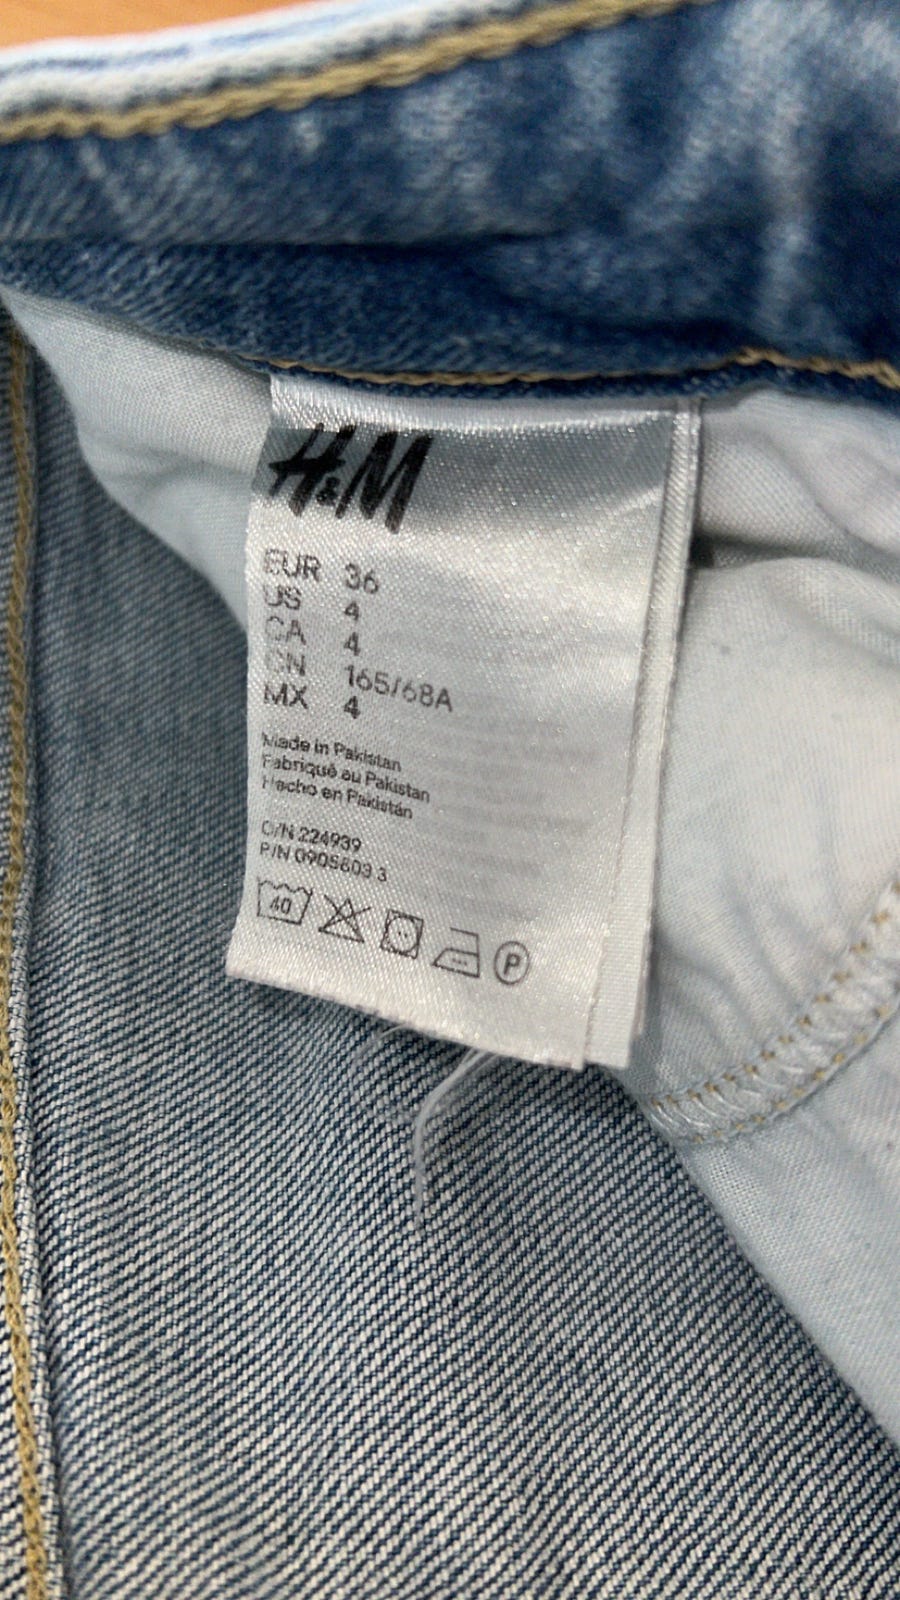 H&M
EUR 36
US 4
CA 4
CN 165/68A
MX 4
Made in Pakistan
Fabriqué au Pakistan
Hecho en Pakistán
O/N 224939
P/N 0905603 3
40
P